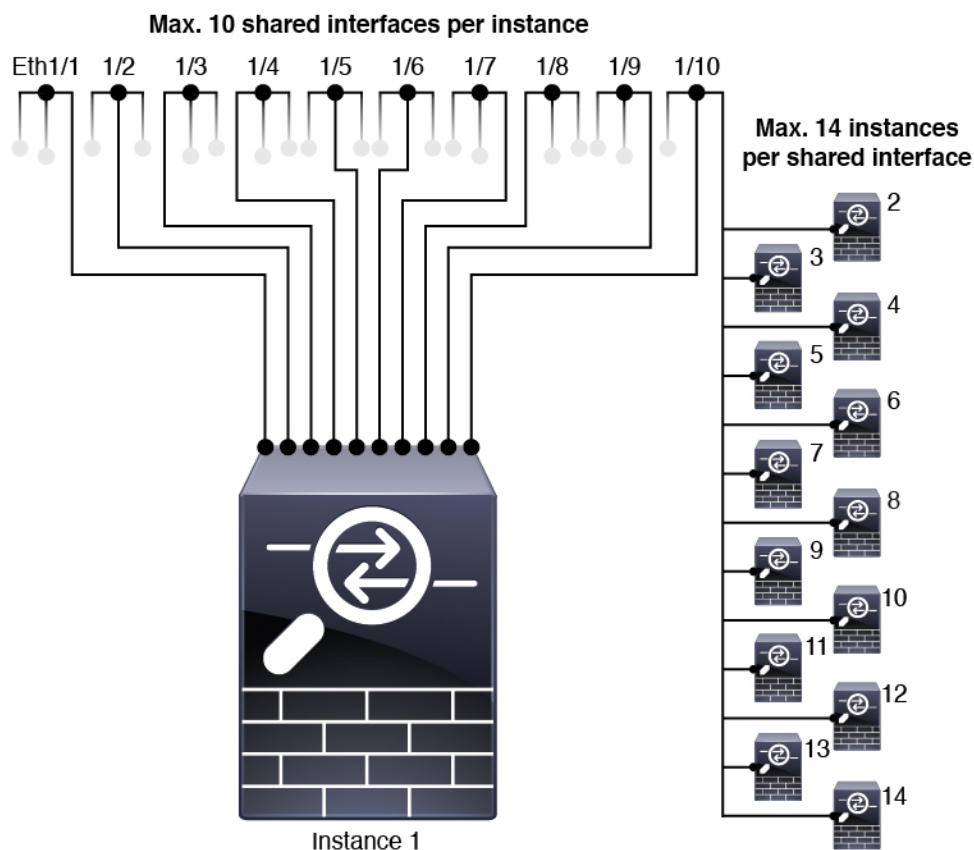 Max. 10 shared interfaces per instance
Eth1/1 1/2 1/3 1/4 1/5 1/6 1/7 1/8 1/9 1/10
Max. 14 instances
per shared interface
2
3
4
5
6
7
8
9
10
11
12
13
14
Instance 1